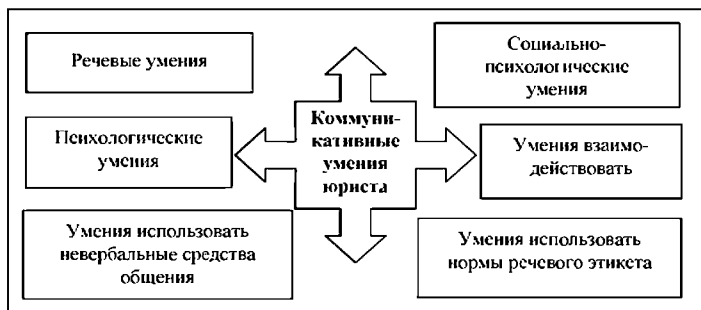 Речевые умения
Социально-
психологические
умения
Коммуни-
кативные
умения
юриста
Психологические
умения
Умения взаимо-
действовать
Умения использовать
невербальные средства
общения
Умения использовать
нормы речевого этикета